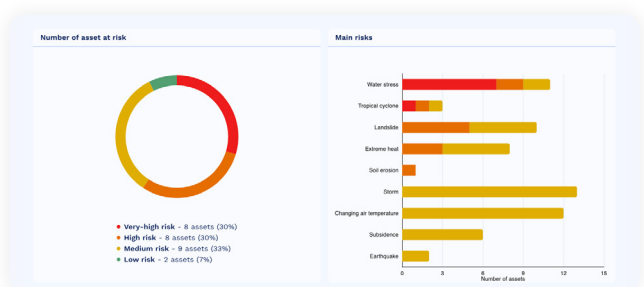 Number of asset at risk
Very-high risk - 8 assets (30%)
High risk - 8 assets (30%)
Medium risk - 9 assets (33%)
Low risk - 2 assets (7%)
Main risks
Water stress
Tropical cyclone
Landslide
Extreme heat
Soil erosion
Storm
Changing air temperature
Subsidence
Earthquake
0 3 6 9 12 15
Number of assets